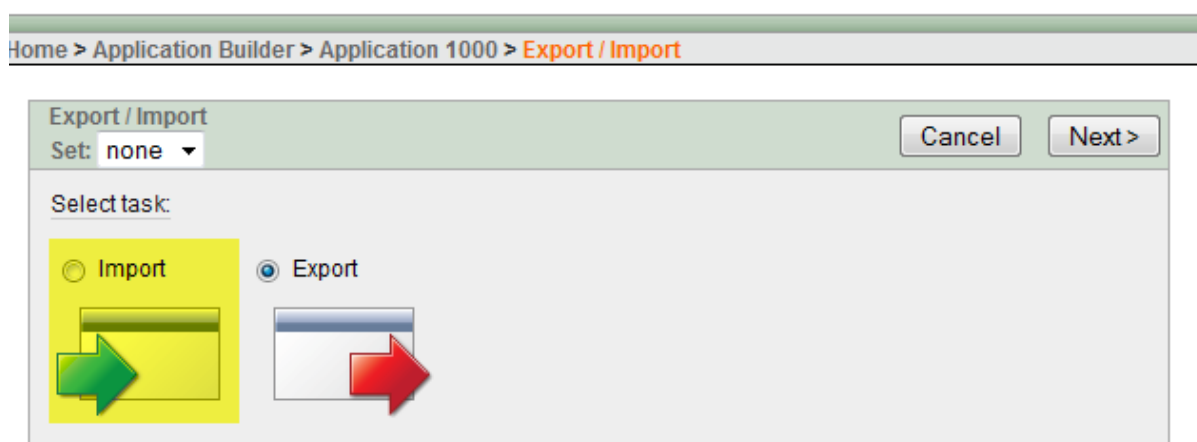 Home > Application Builder > Application 1000 > Export / Import
Export / Import
Set: none
Cancel
Next >
Select task:
Import
Export